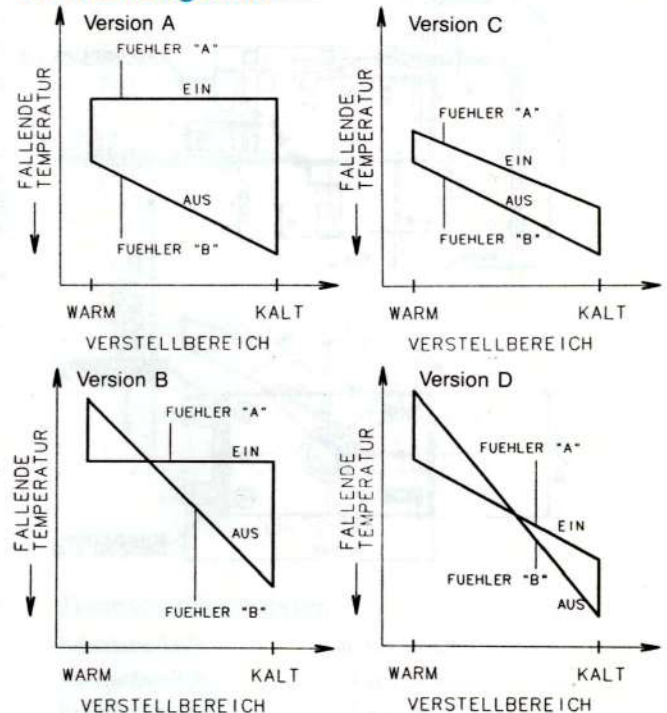 Version A
FUEHLER "A"
EIN
AUS
FUEHLER "B"
FALLENDE
TEMPERATUR
WARM
KALT
VERSTELLBEREICH
Version C
FUEHLER "A"
EIN
AUS
FUEHLER "B"
FALLENDE
TEMPERATUR
WARM
KALT
VERSTELLBEREICH
Version B
FUEHLER "A"
EIN
AUS
FUEHLER "B"
FALLENDE
TEMPERATUR
WARM
KALT
VERSTELLBEREICH
Version D
FUEHLER "A"
EIN
FUEHLER "B"
AUS
FALLENDE
TEMPERATUR
WARM
KALT
VERSTELLBEREICH